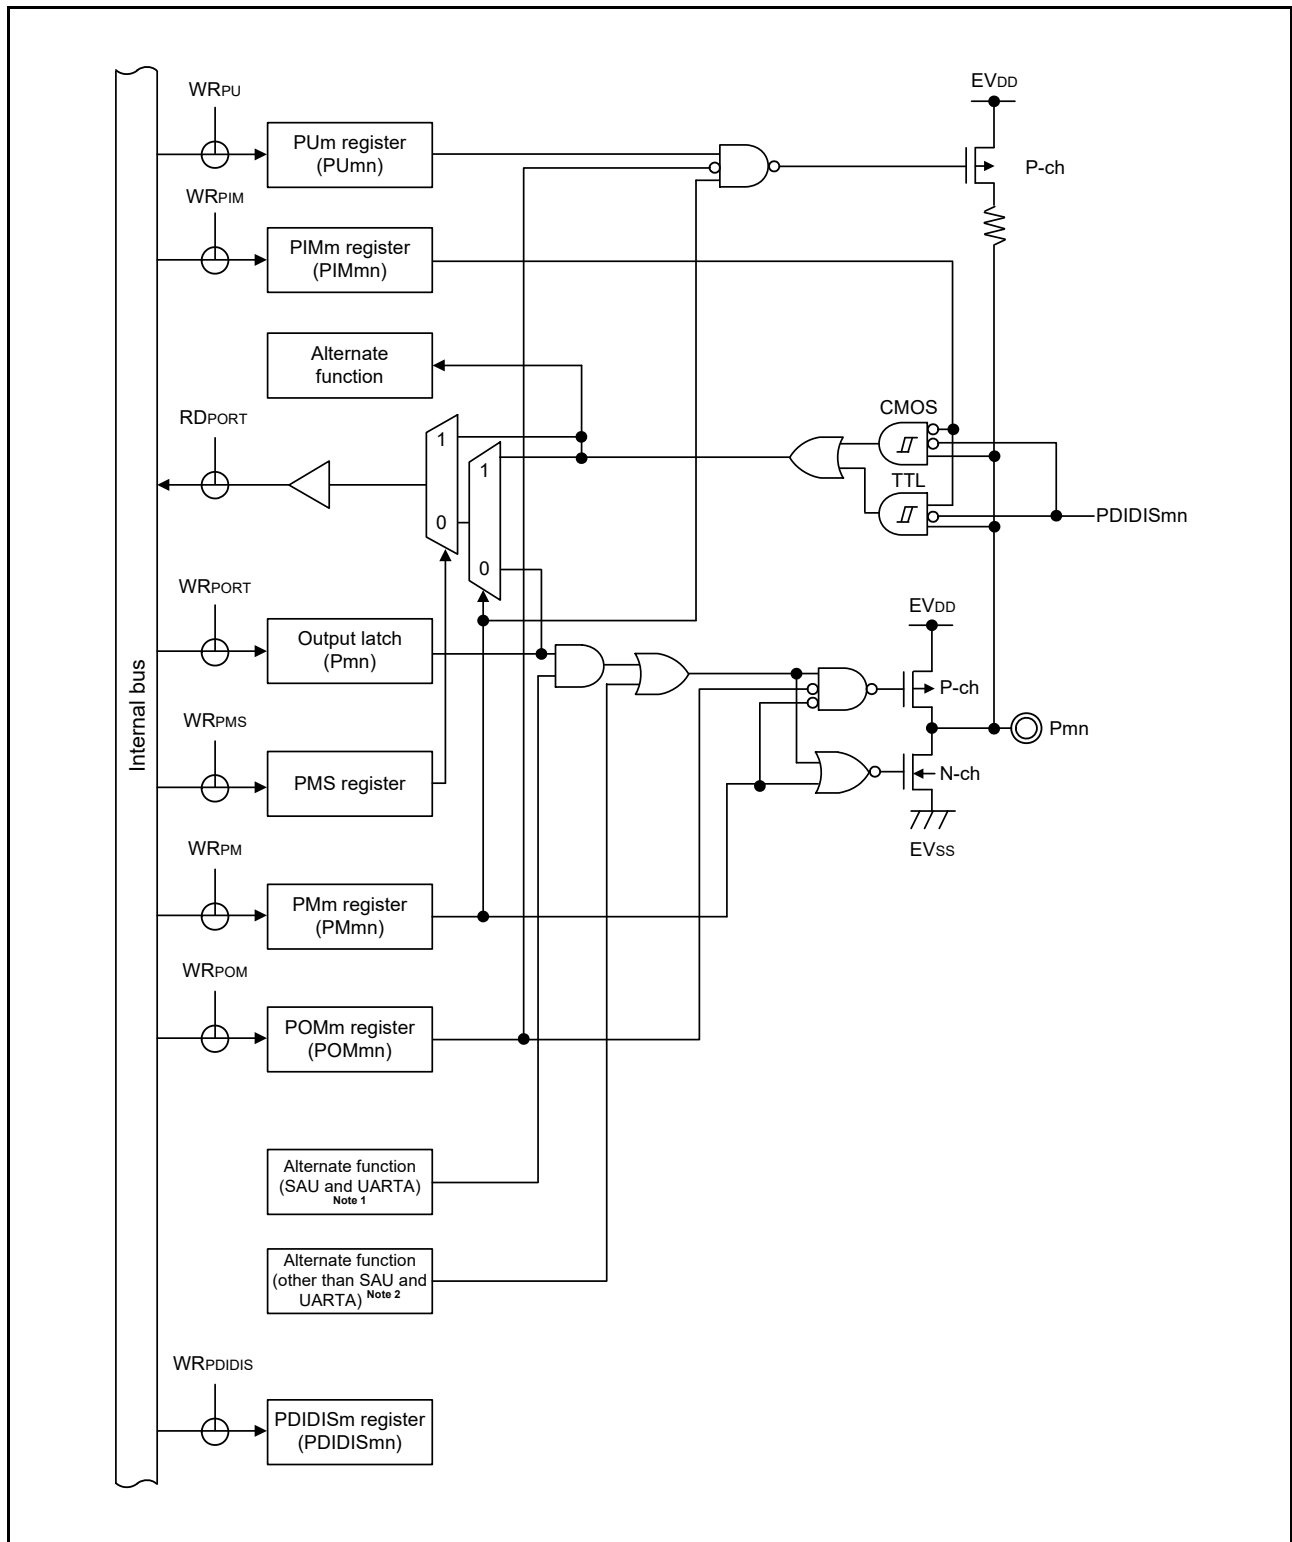 WRPU
EVDD
PUm register
(PUmn)
P-ch
WRPIM
PIMm register
(PIMmn)
Alternate
function
RDPORT
CMOS
1
1
TTL
0
PDIDISmn
0
WRPORT
EVDD
Output latch
(Pmn)
Internal bus
P-ch
WRPMS
Pmn
PMS register
N-ch
EVSS
WRPM
PMm register
(PMmn)
WRPOM
POMm register
(POMmn)
Alternate function
(SAU and UARTA)
Note 1
Alternate function
(other than SAU and
UARTA) Note 2
WRPDIDIS
PDIDISm register
(PDIDISmn)